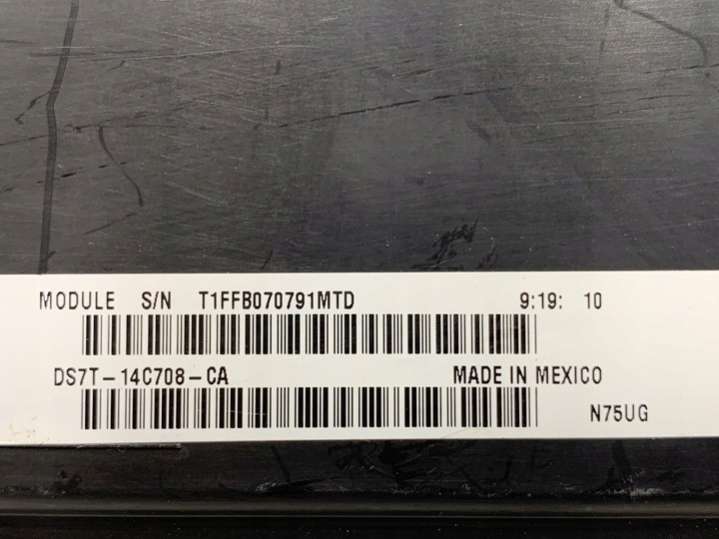 MODULE S/N T1FFB070791MTD 9:19: 10
DS7T-14C708-CA MADE IN MEXICO
N75UG